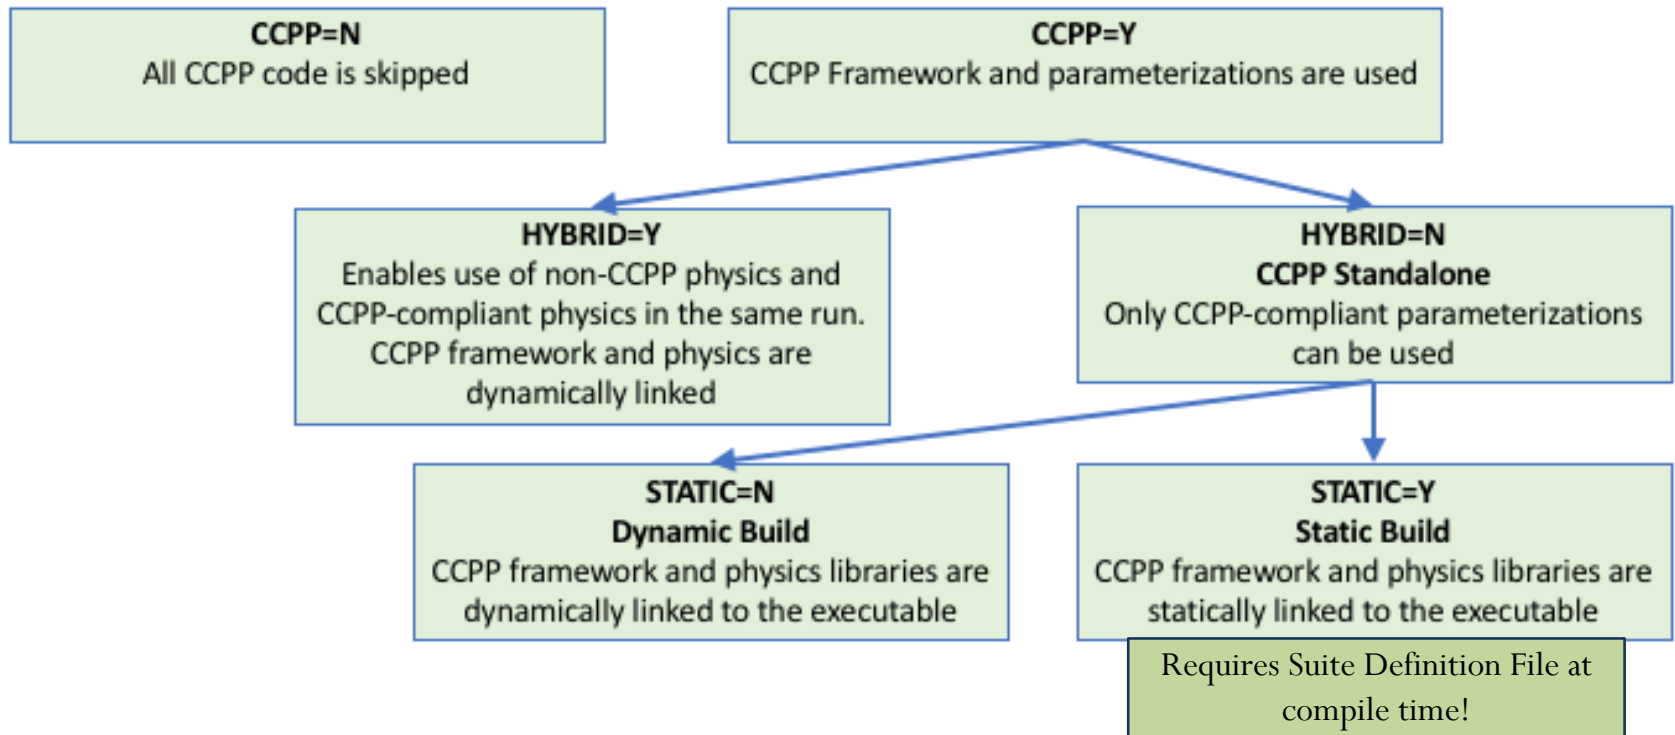 CCPP=N
All CCPP code is skipped
CCPP=Y
CCPP Framework and parameterizations are used
HYBRID=Y
Enables use of non-CCPP physics and
CCPP-compliant physics in the same run.
CCPP framework and physics are
dynamically linked
HYBRID=N
CCPP Standalone
Only CCPP-compliant parameterizations
can be used
STATIC=N
Dynamic Build
CCPP framework and physics libraries are
dynamically linked to the executable
STATIC=Y
Static Build
CCPP framework and physics libraries are
statically linked to the executable
Requires Suite Definition File at
compile time!